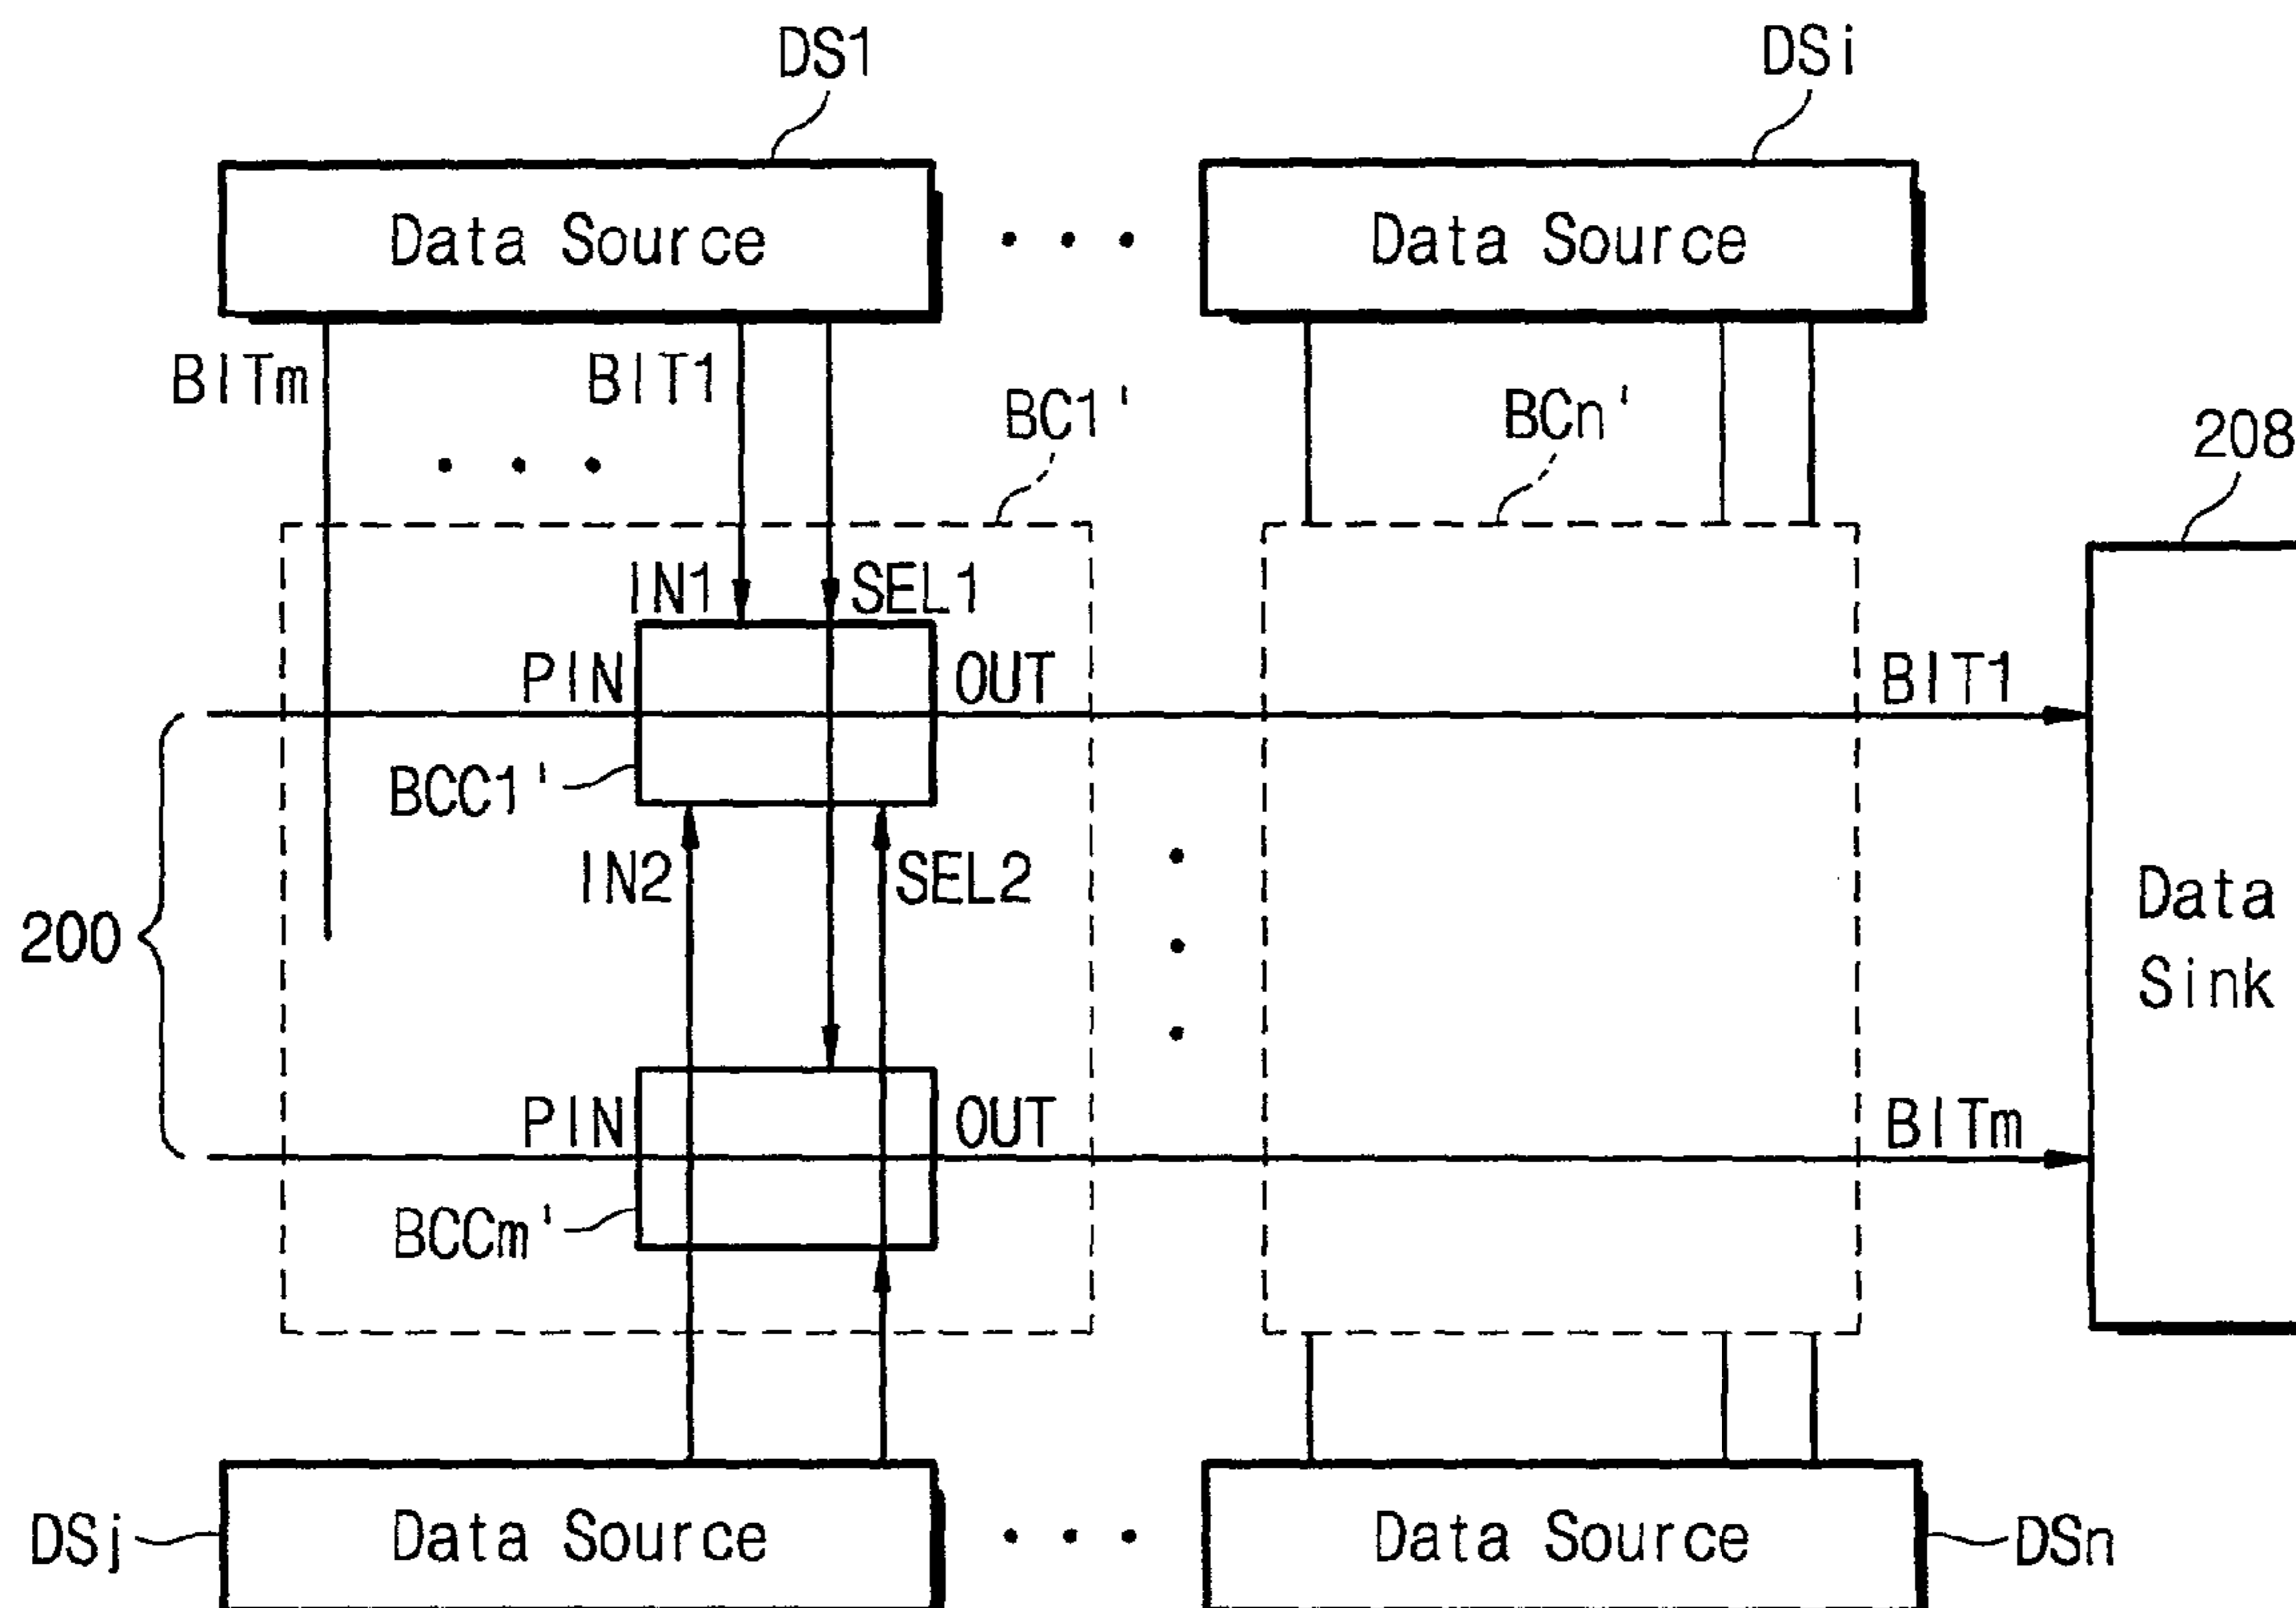 DS1
DSi
Data Source
Data Source
BITm
BIT1
BC1'
BCn'
208
IN1
SEL1
PIN
OUT
BIT1
BCC1'
IN2
SEL2
200
Data
Sink
PIN
OUT
BITm
BCCm'
DSj
Data Source
Data Source
DSn